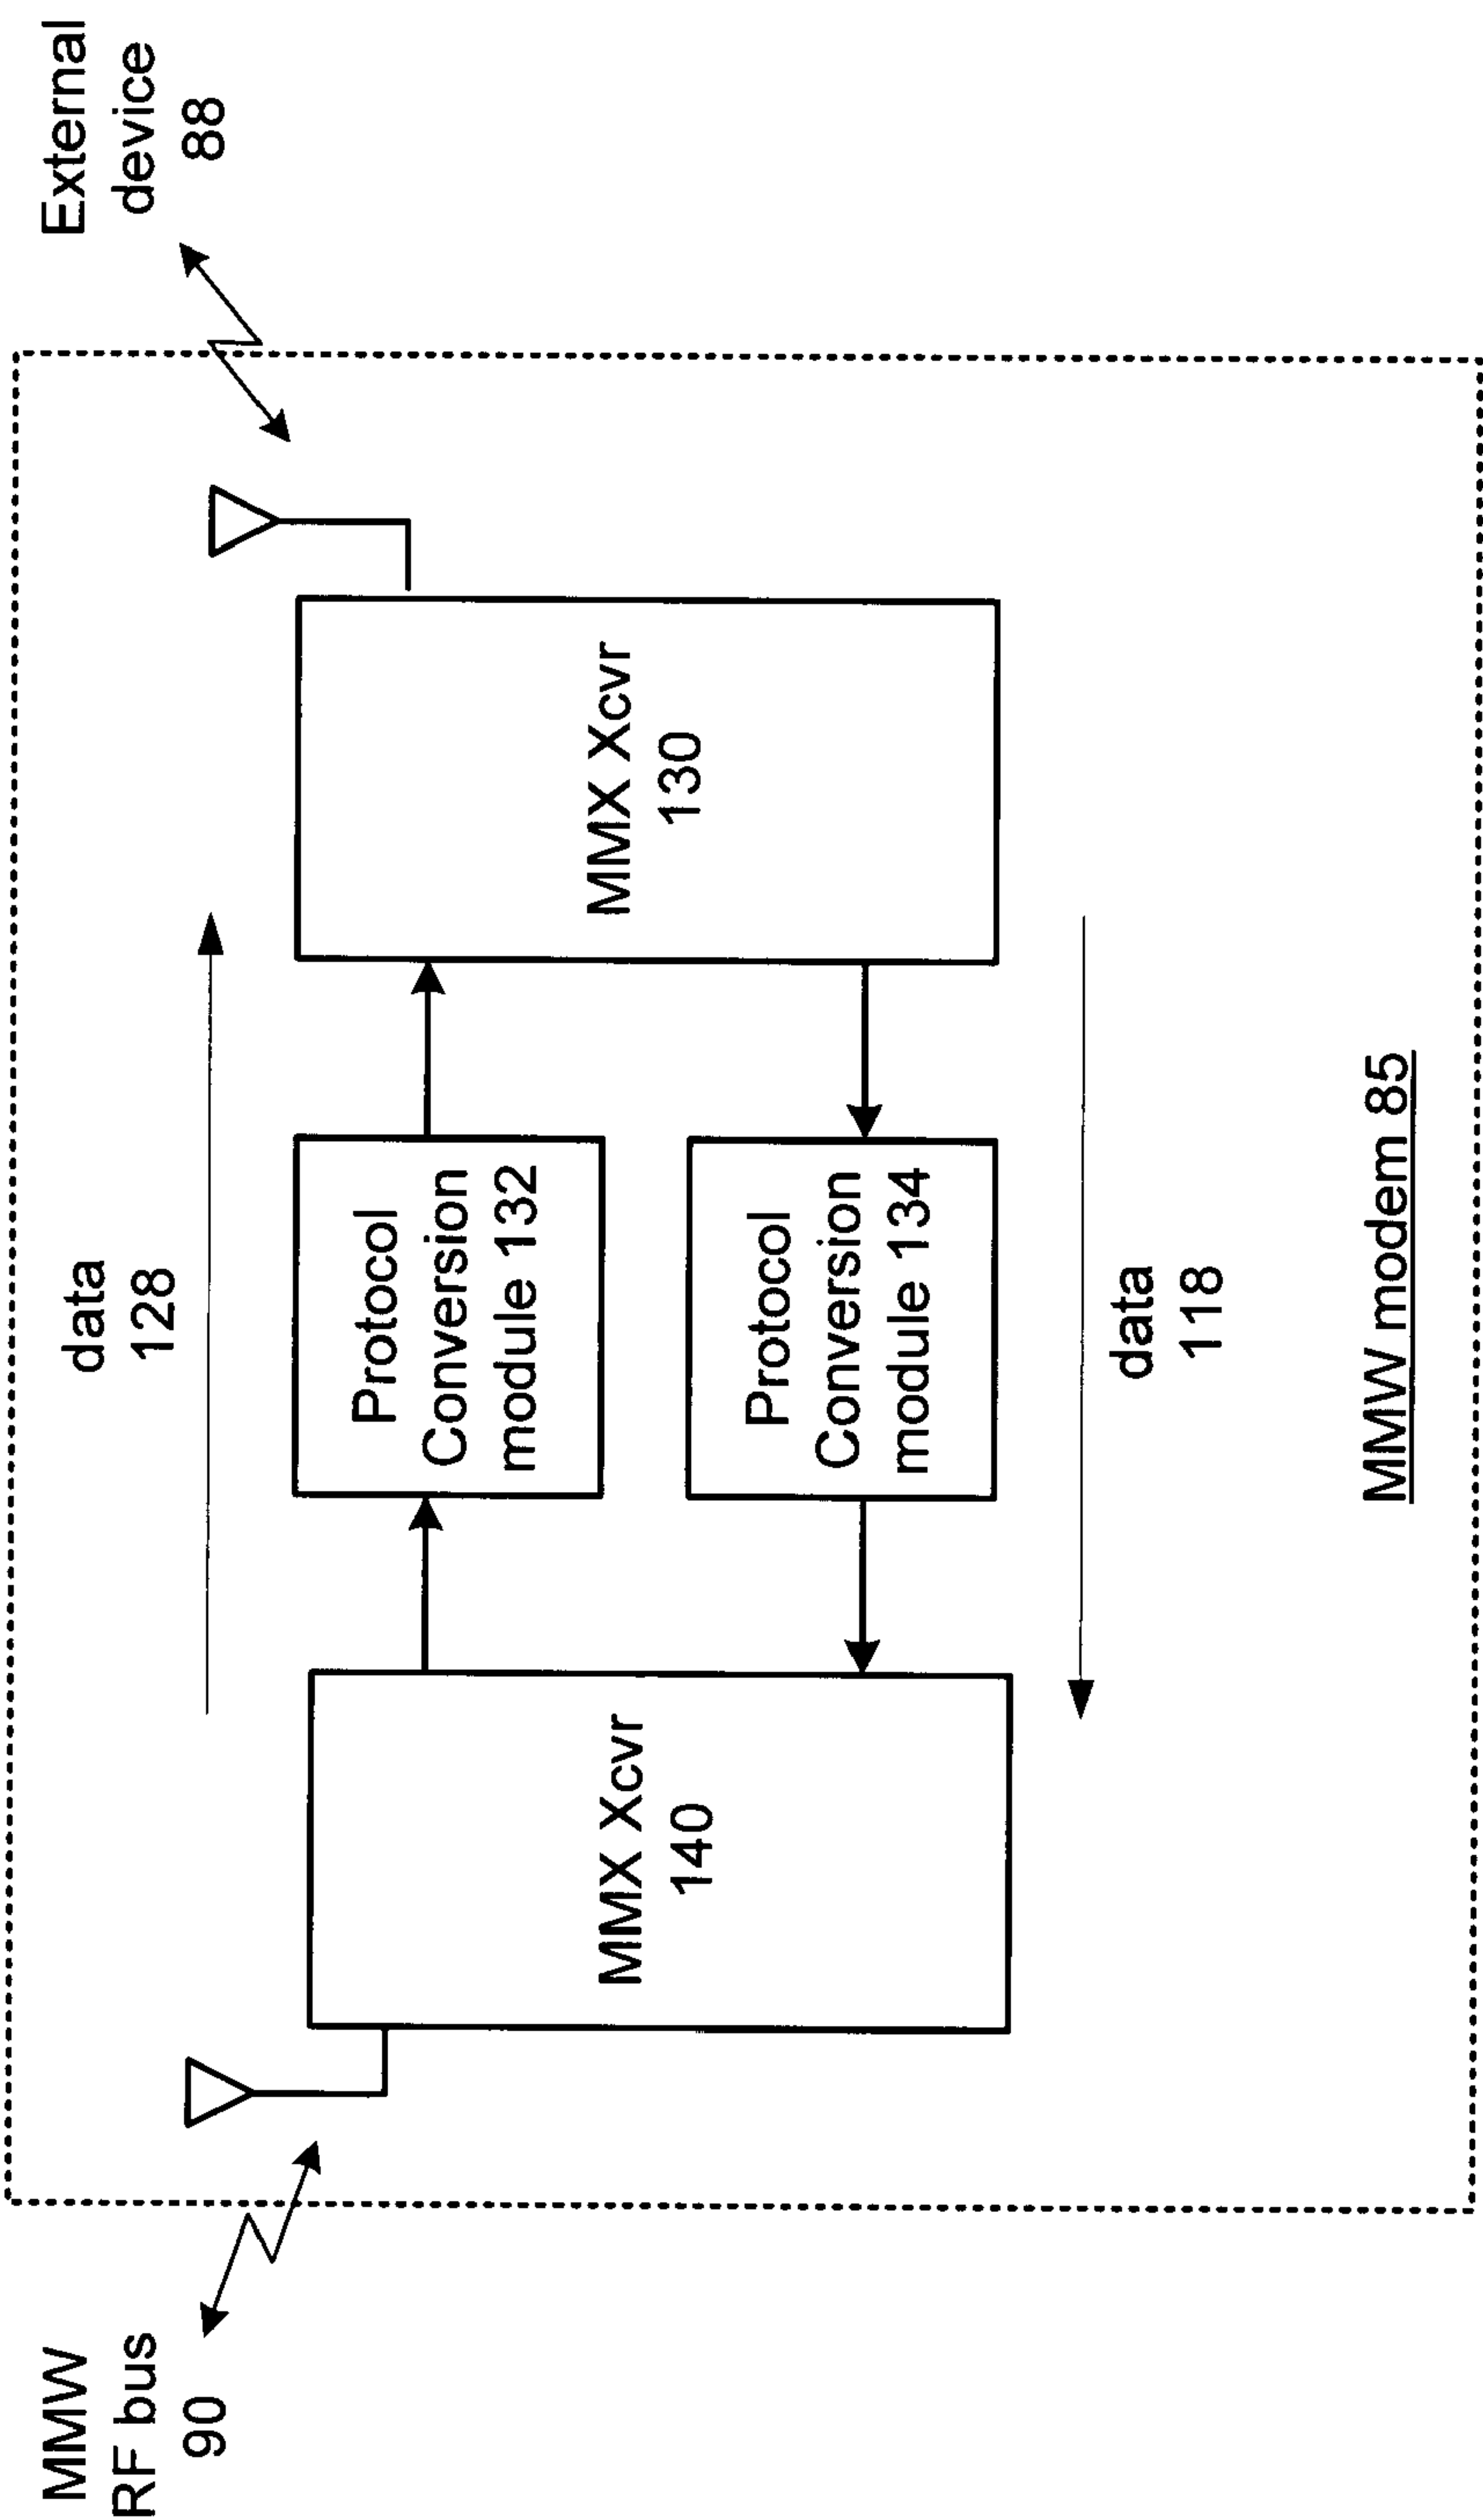 MMW
RF bus
90
External
device
88
data
128
MMX Xcvr
140
Protocol
Conversion
module 132
Protocol
Conversion
module 134
MMX Xcvr
130
data
118
MMW modem 85